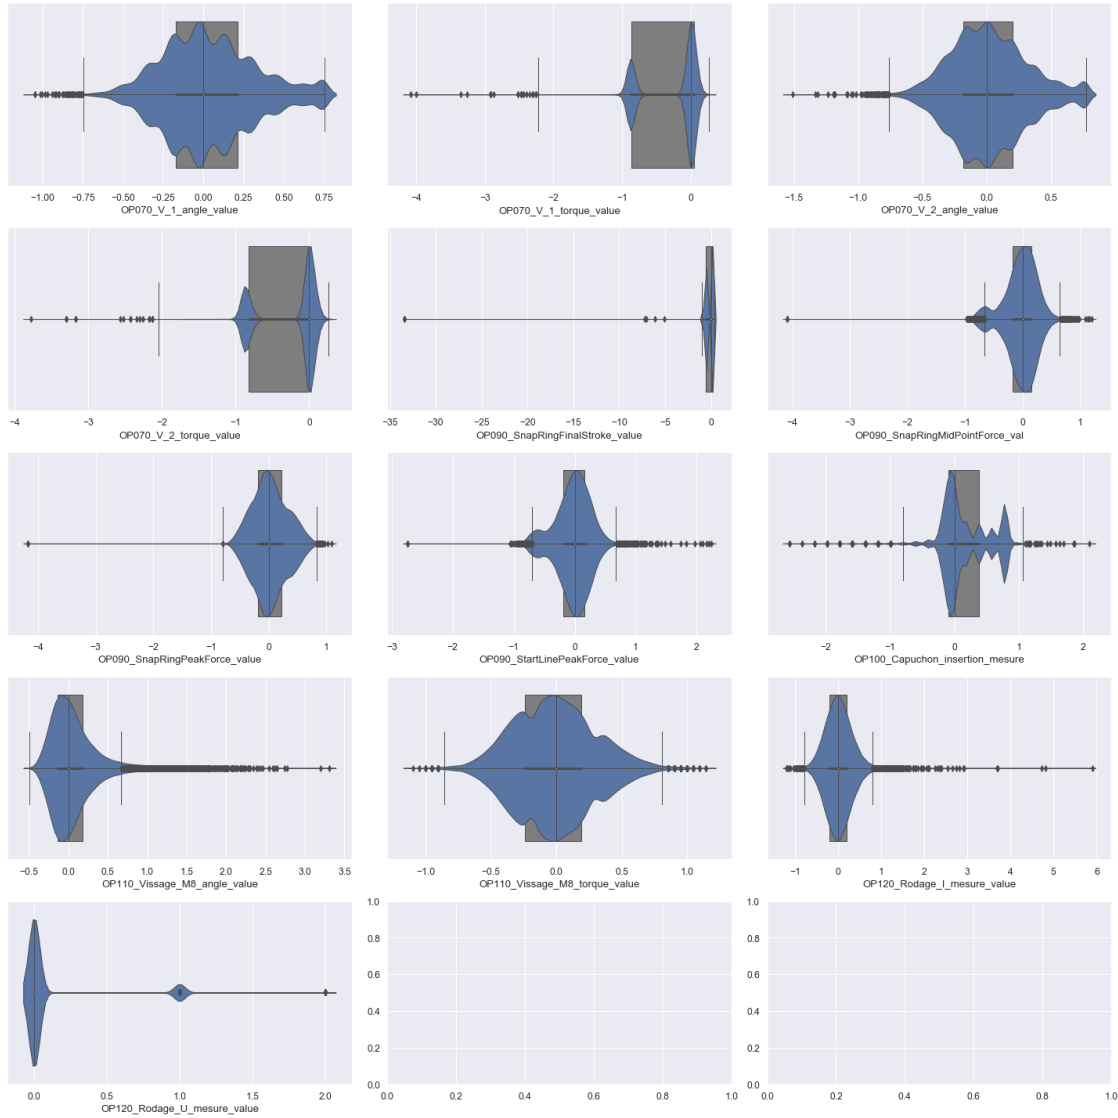 −1.00 −0.75 −0.50 −0.25 0.00 0.25 0.50 0.75
OP070_V_1_angle_value
−4 −3 −2 −1 0
OP070_V_1_torque_value
−1.5 −1.0 −0.5 0.0 0.5
OP070_V_2_angle_value
−4 −3 −2 −1 0
OP070_V_2_torque_value
−35 −30 −25 −20 −15 −10 −5 0
OP090_SnapRingFinalStroke_value
−4 −3 −2 −1 0 1
OP090_SnapRingMidPointForce_val
−4 −3 −2 −1 0 1
OP090_SnapRingPeakForce_value
−3 −2 −1 0 1 2
OP090_StartLinePeakForce_value
−2 −1 0 1 2
OP100_Capuchon_insertion_mesure
−0.5 0.0 0.5 1.0 1.5 2.0 2.5 3.0 3.5
OP110_Vissage_M8_angle_value
−1.0 −0.5 0.0 0.5 1.0
OP110_Vissage_M8_torque_value
−1 0 1 2 3 4 5 6
OP120_Rodage_I_mesure_value
0.0 0.5 1.0 1.5 2.0
OP120_Rodage_U_mesure_value
1.0
0.8
0.6
0.4
0.2
0.0
0.0 0.2 0.4 0.6 0.8 1.0
1.0
0.8
0.6
0.4
0.2
0.0
0.0 0.2 0.4 0.6 0.8 1.0